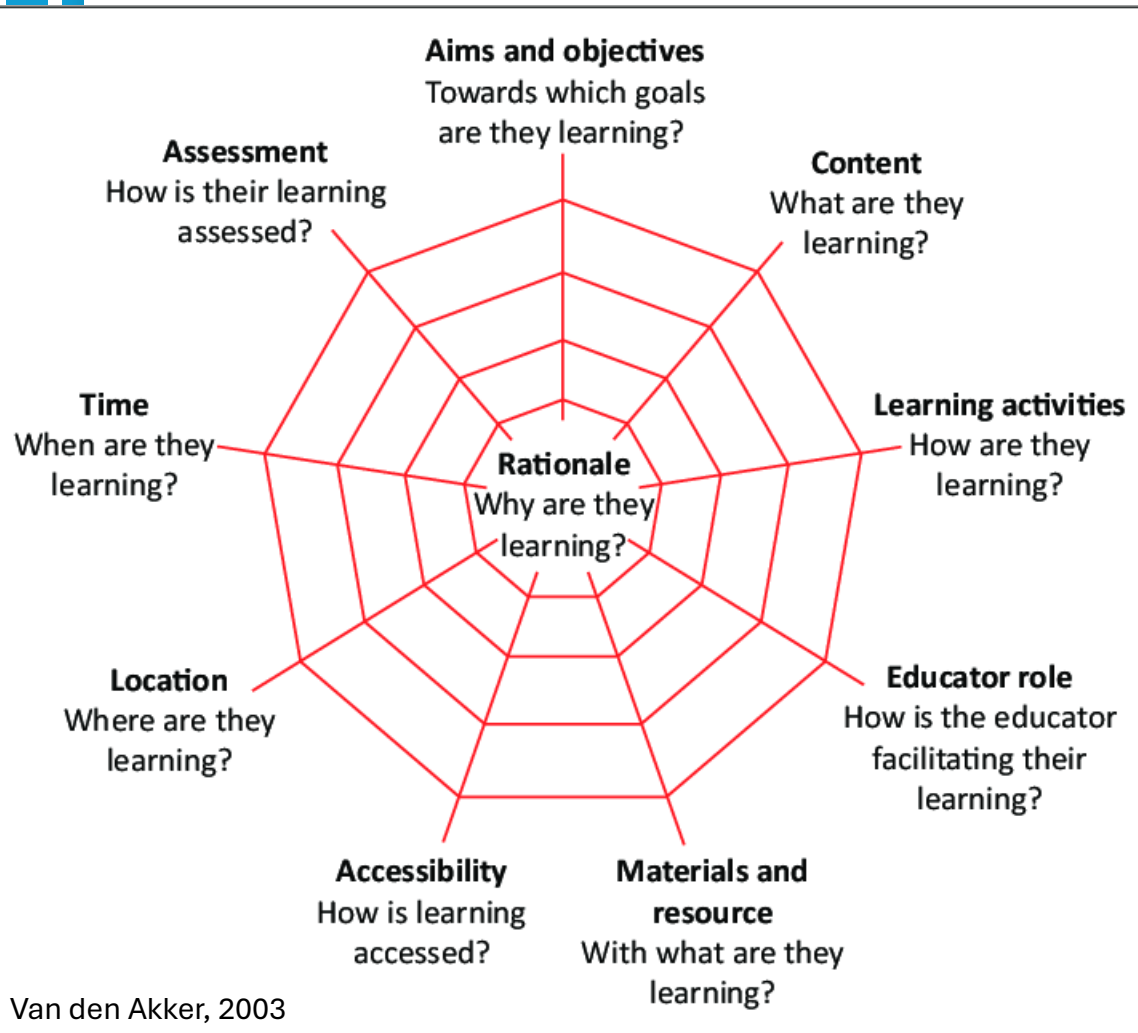 Aims and objectives
Towards which goals
are they learning?
Content
What are they
learning?
Learning activities
How are they
learning?
Educator role
How is the educator
facilitating their
learning?
Materials and
resource
With what are they
learning?
Accessibility
How is learning
accessed?
Location
Where are they
learning?
Time
When are they
learning?
Assessment
How is their learning
assessed?
Rationale
Why are they
learning?
Van den Akker, 2003